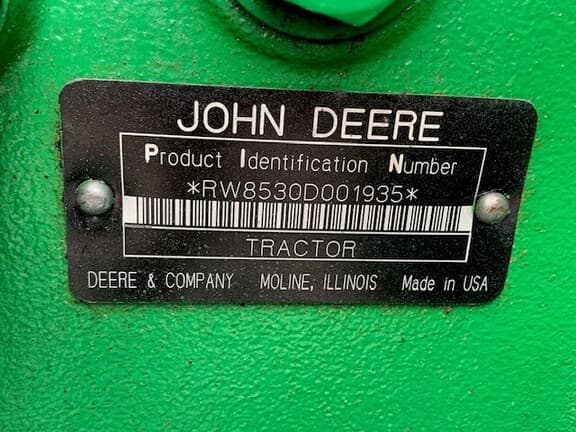 JOHN DEERE
Product Identification Number
*RW8530D001935*
TRACTOR
DEERE & COMPANY MOLINE, ILLINOIS Made in USA